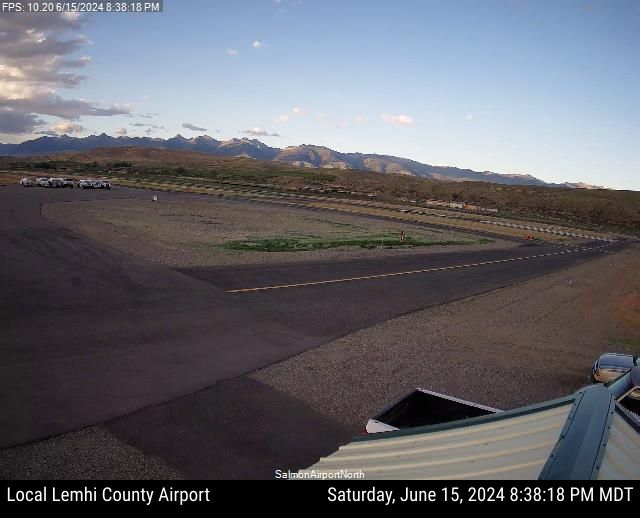 FPS: 10.20 6/15/2024 8:38:18 PM
SalmonAirportNorth
Local Lemhi County Airport
Saturday, June 15, 2024 8:38:18 PM MDT